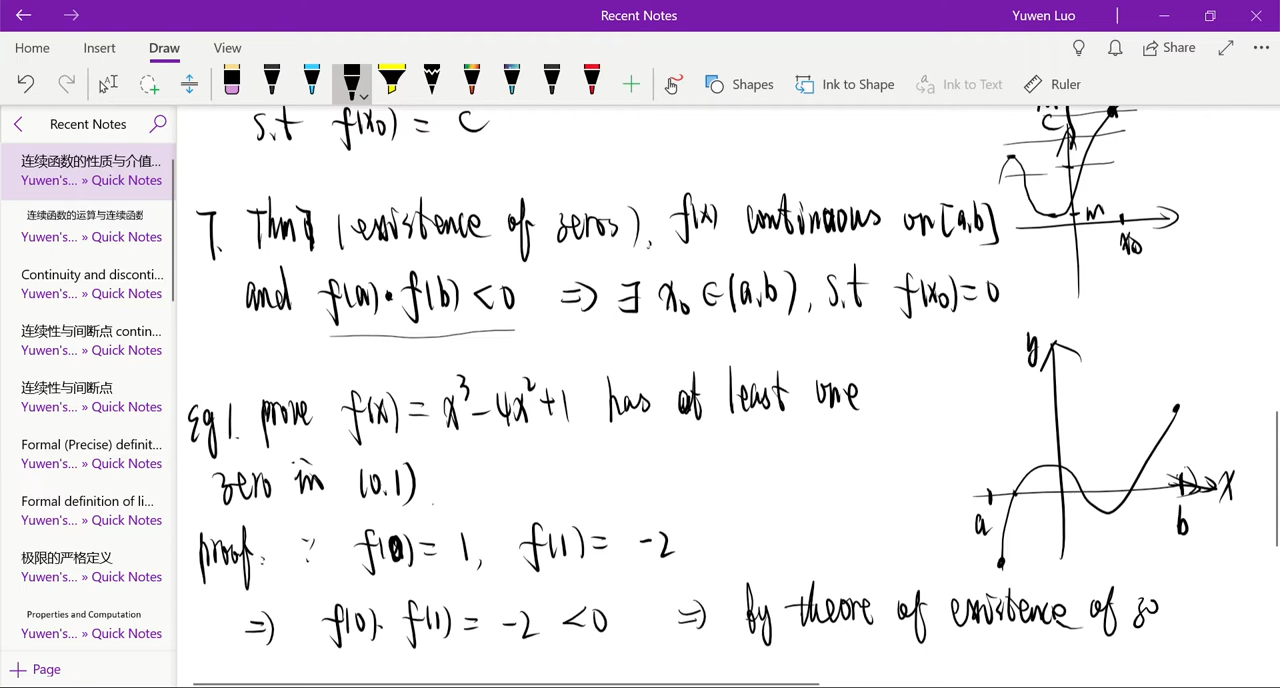 Recent Notes
Yuwen Luo
Home
Insert
Draw
View
Share
Shapes
Ink to Shape
Ink to Text
Ruler
Recent Notes
连续函数的性质与介值...
Yuwen's... » Quick Notes
连续函数的运算与连续函数
Yuwen's... » Quick Notes
Continuity and disconti...
Yuwen's... » Quick Notes
连续性与间断点 contin...
Yuwen's... » Quick Notes
连续性与间断点
Yuwen's... » Quick Notes
Formal (Precise) definit...
Yuwen's... » Quick Notes
Formal definition of li...
Yuwen's... » Quick Notes
极限的严格定义
Yuwen's... » Quick Notes
Properties and Computation
Yuwen's... » Quick Notes
Page
s.t f(x₀) = C
C
m
x₀
7. Thm (existence of zeros), f(x) continuous on [a,b]
and f(a)·f(b) <0 ⇒ ∃ x₀ ∈(a,b), s.t f(x₀)=0
y
x
a
b
Eg 1. prove f(x) = x³-4x²+1 has at least one
zero in (0.1).
proof: ∵ f(0)= 1, f(1)= -2
⇒ f(0). f(1) = -2 <0 ⇒ by theore of existence of